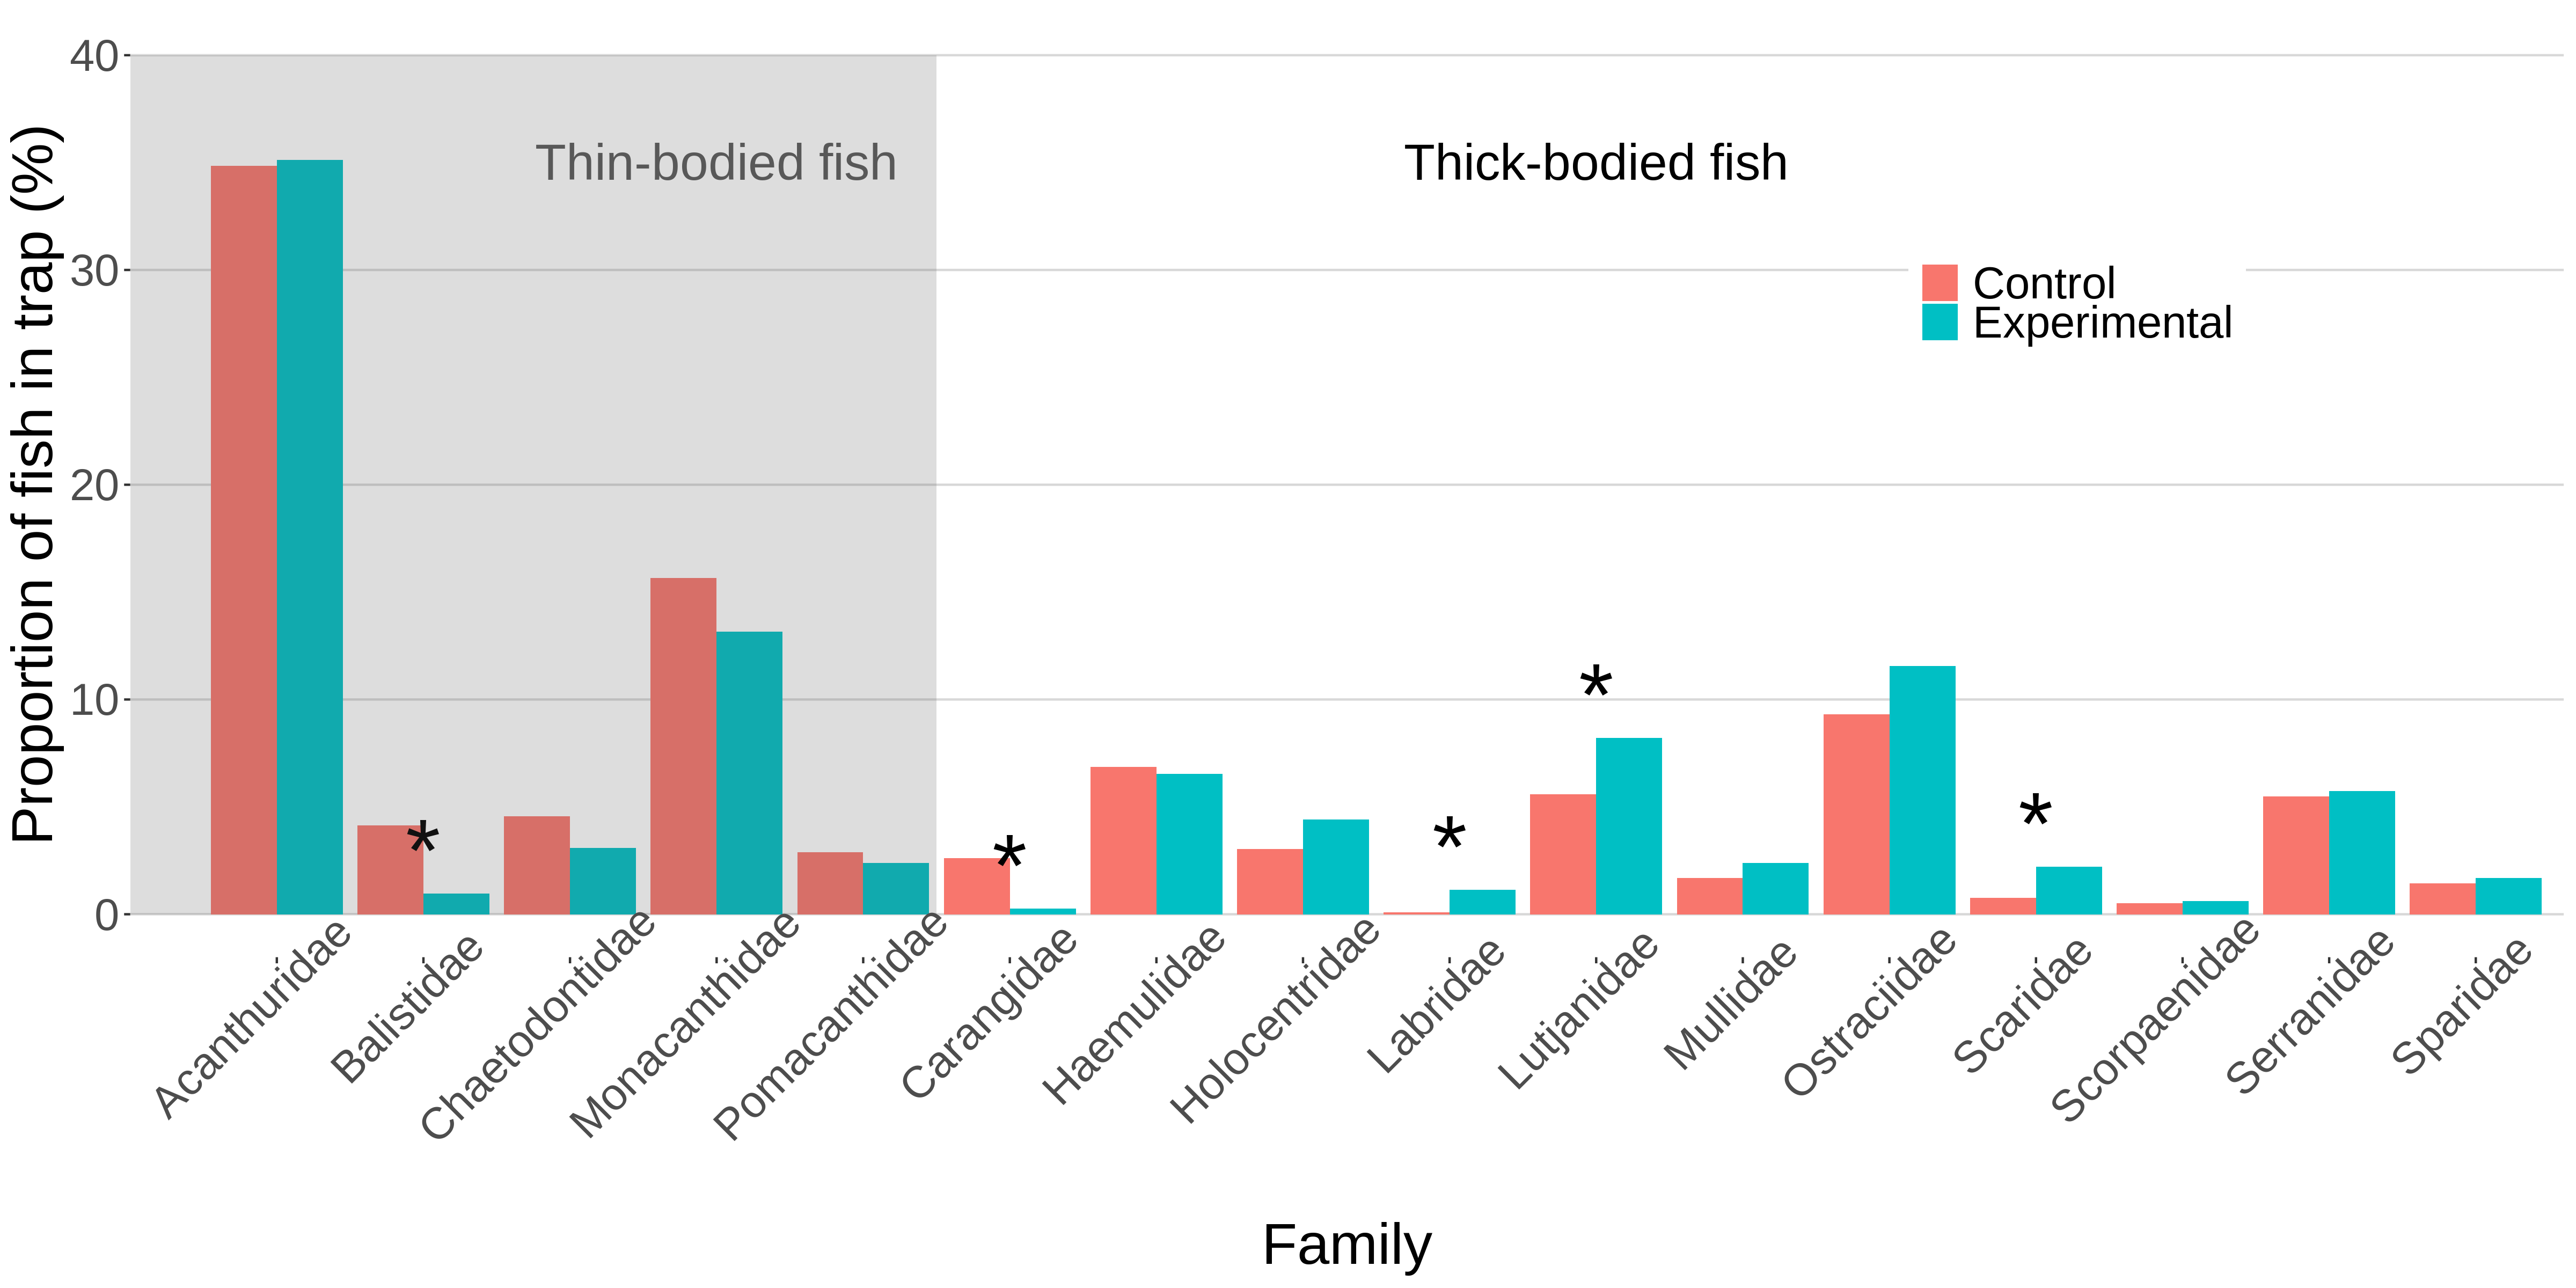 Proportion of fish in trap (%)
40
30
20
10
0
Thin-bodied fish
Thick-bodied fish
Control
Experimental
*
*
*
*
*
Acanthuridae
Balistidae
Chaetodontidae
Monacanthidae
Pomacanthidae
Carangidae
Haemulidae
Holocentridae
Labridae
Lutjanidae
Mullidae
Ostraciidae
Scaridae
Scorpaenidae
Serranidae
Sparidae
Family